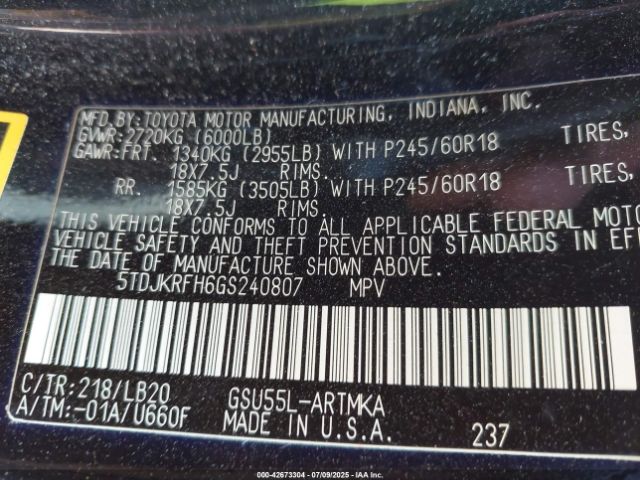 MFD.BY: TOYOTA MOTOR MANUFACTURING, INDIANA, INC.
GVWR: 2720KG (6000LB)
GAWR: FRT. 1340KG (2955LB) WITH P245/60R18 TIRES,
18X7.5J RIMS,
RR. 1585KG (3505LB) WITH P245/60R18 TIRES,
18X7.5J RIMS.
THIS VEHICLE CONFORMS TO ALL APPLICABLE FEDERAL MOTO
VEHICLE SAFETY AND THEFT PREVENTION STANDARDS IN EFF
THE DATE OF MANUFACTURE SHOWN ABOVE.
5TDJKRFH6GS240807 MPV
C/TR: 218/LB20 GSU55L-ARTMKA
A/TM: -01A/U660F MADE IN U.S.A. 237
000-42673304 | 07/09/2025 | IAAI.CA